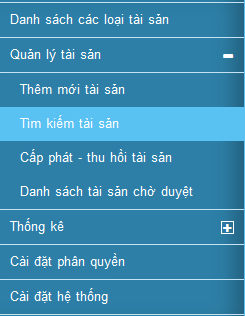 Danh sách các loại tài sản
Quản lý tài sản
Thêm mới tài sản
Tìm kiếm tài sản
Cấp phát - thu hồi tài sản
Danh sách tài sản chờ duyệt
Thống kê
Cài đặt phân quyền
Cài đặt hệ thống